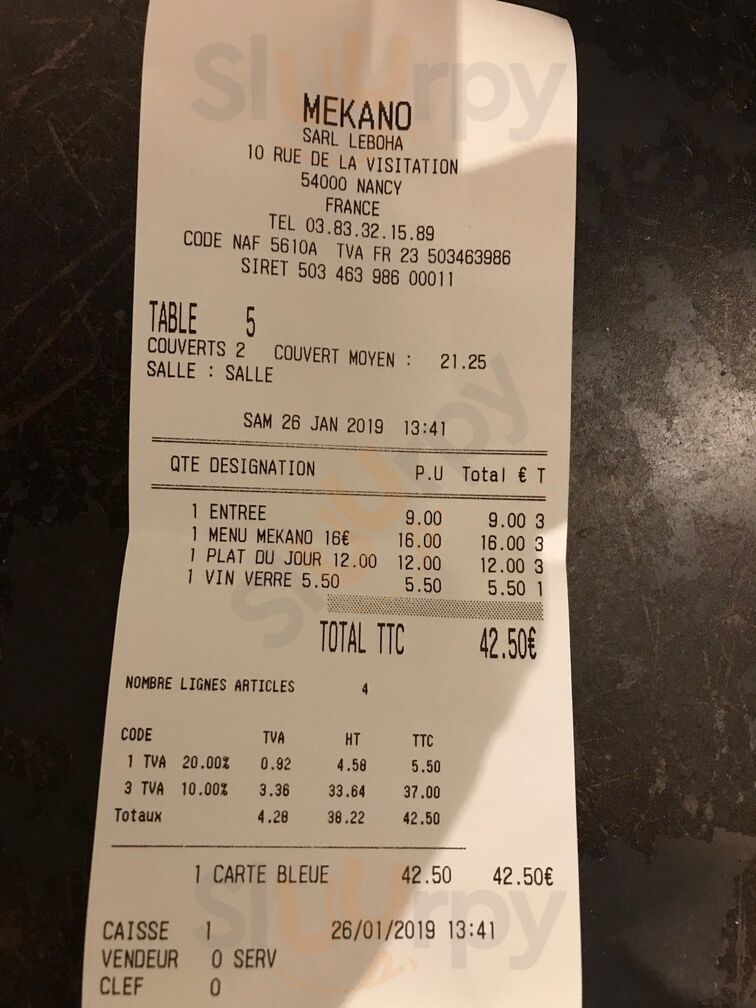 MEKANO
SARL LEBOHA
10 RUE DE LA VISITATION
54000 NANCY
FRANCE
TEL 03.83.32.15.89
CODE NAF 5610A TVA FR 23 503463986
SIRET 503 463 986 00011
TABLE 5
COUVERTS 2 COUVERT MOYEN : 21.25
SALLE : SALLE
SAM 26 JAN 2019 13:41
QTE DESIGNATION P.U Total € T
1 ENTREE 9.00 9.00 3
1 MENU MEKANO 16€ 16.00 16.00 3
1 PLAT DU JOUR 12.00 12.00 12.00 3
1 VIN VERRE 5.50 5.50 5.50 1
TOTAL TTC 42.50€
NOMBRE LIGNES ARTICLES 4
CODE TVA HT TTC
1 TVA 20.00% 0.92 4.58 5.50
3 TVA 10.00% 3.36 33.64 37.00
Totaux 4.28 38.22 42.50
1 CARTE BLEUE 42.50 42.50€
CAISSE 1 26/01/2019 13:41
VENDEUR 0 SERV
CLEF 0
Sluurpy
Sluurpy
Sluurpy